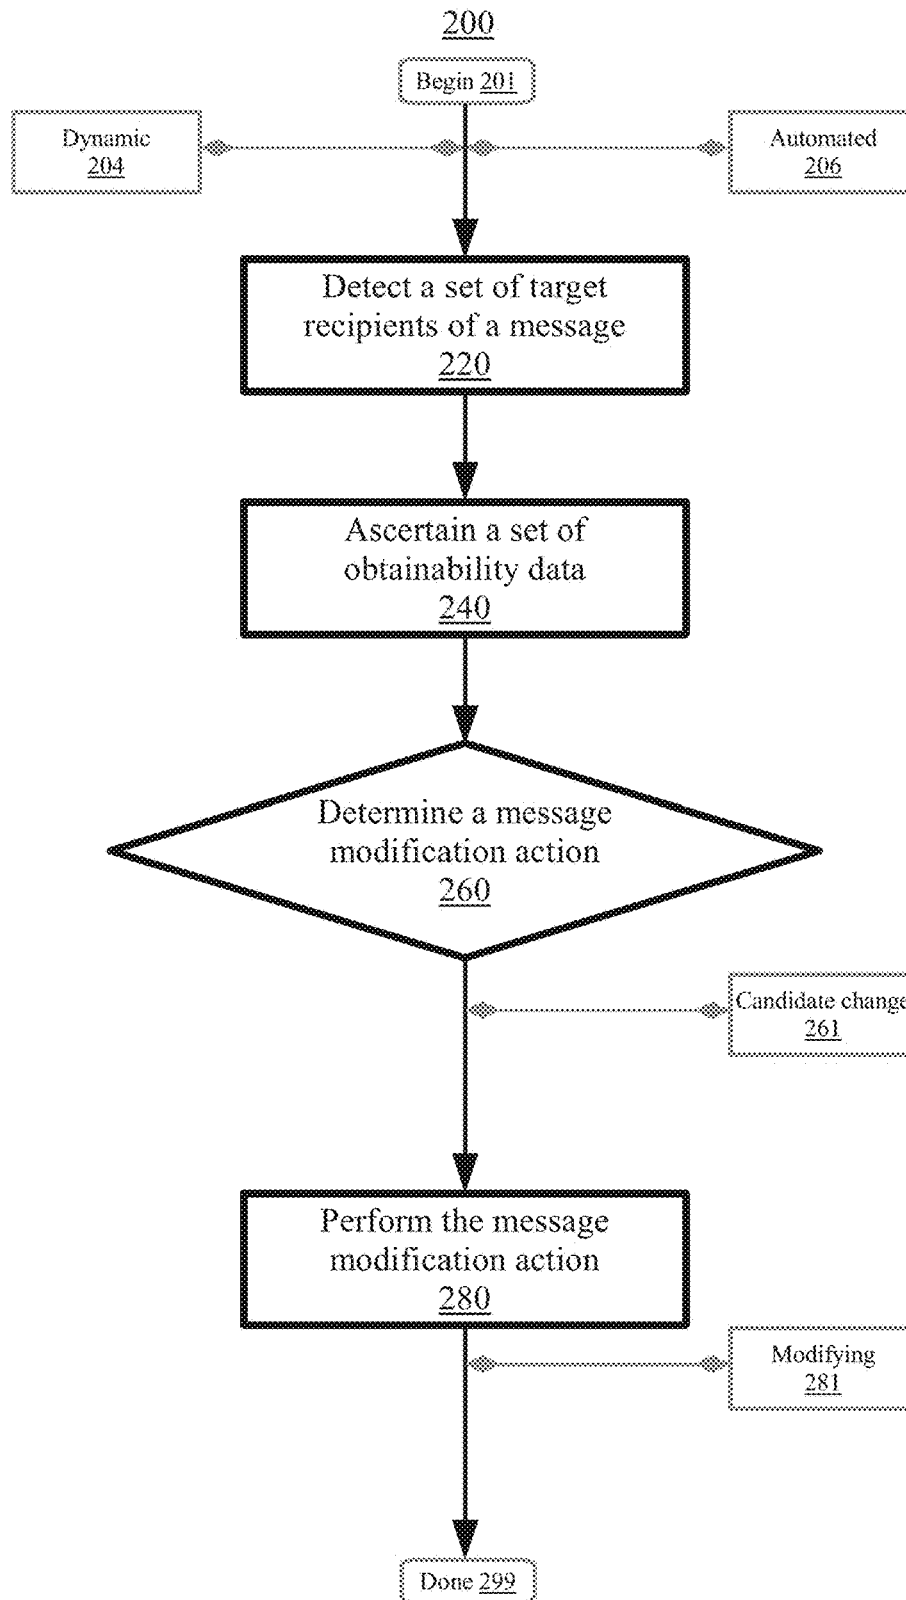 200
Begin 201
Dynamic
204
Automated
206
Detect a set of target
recipients of a message
220
Ascertain a set of
obtainability data
240
Determine a message
modification action
260
Candidate change
261
Perform the message
modification action
280
Modifying
281
Done 299